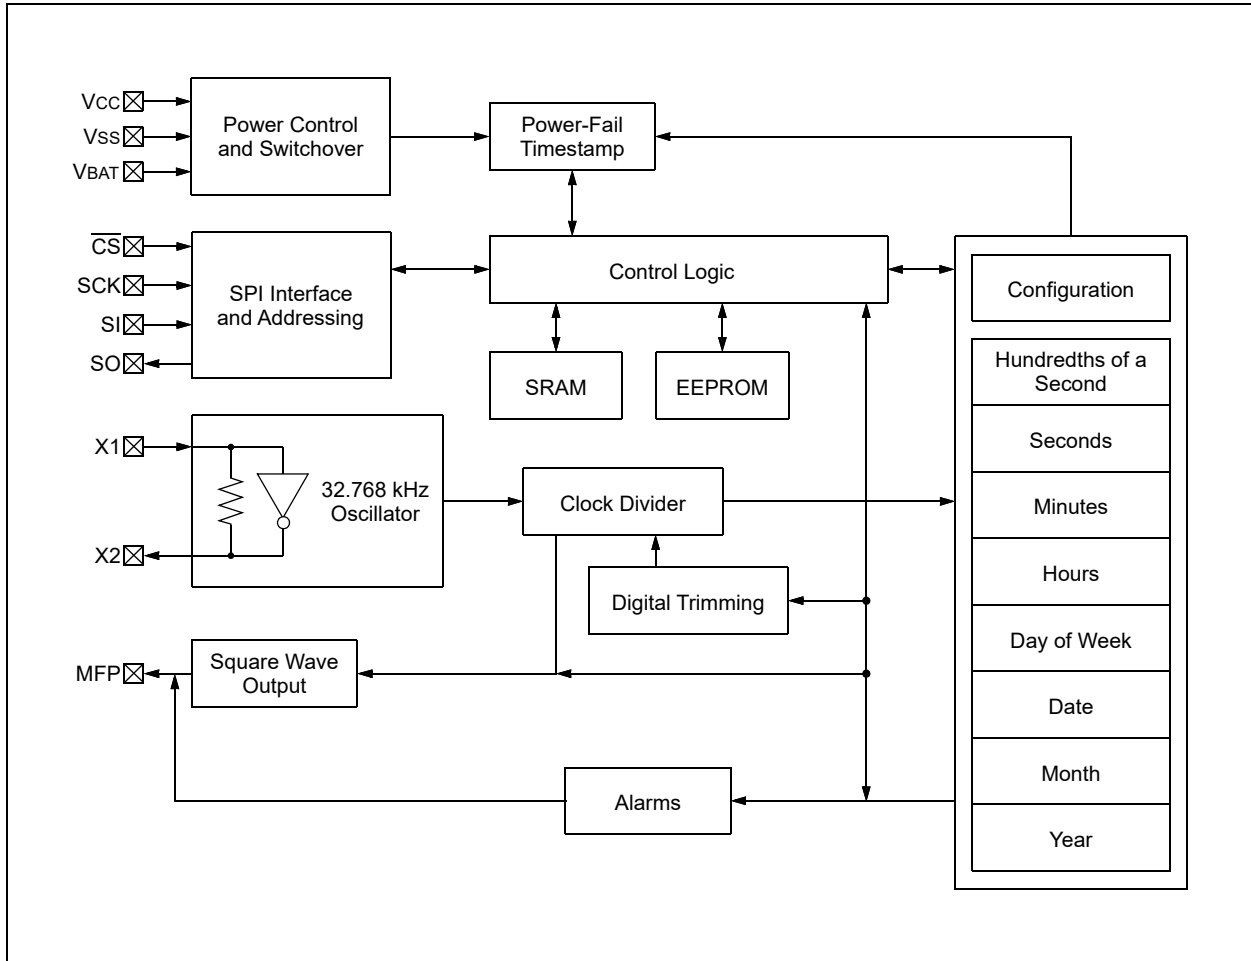 VCC
VSS
VBAT
Power Control
and Switchover
Power-Fail
Timestamp
CS
SCK
SI
SO
SPI Interface
and Addressing
Control Logic
SRAM
EEPROM
Configuration
Hundredths of a
Second
Seconds
Minutes
Hours
Day of Week
Date
Month
Year
X1
X2
32.768 kHz
Oscillator
Clock Divider
Digital Trimming
MFP
Square Wave
Output
Alarms